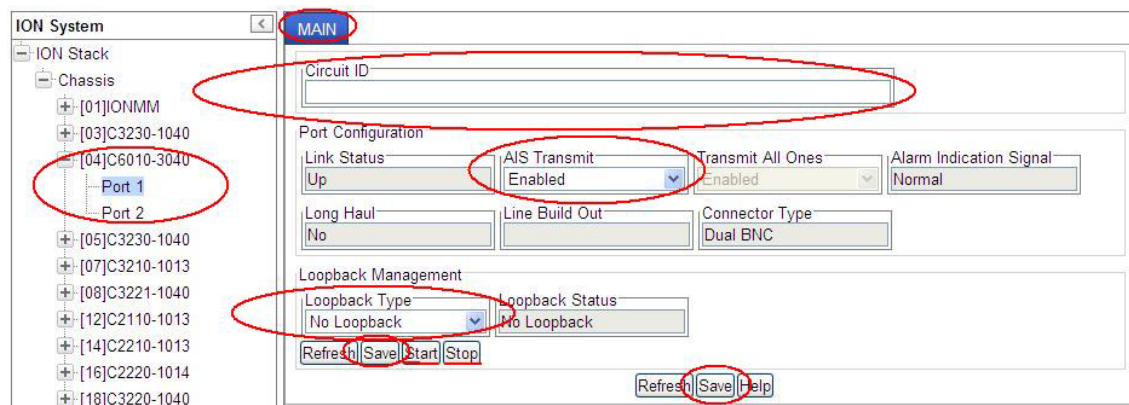 ION System
<
ION Stack
Chassis
[01]IONMM
[03]C3230-1040
[04]C6010-3040
Port 1
Port 2
[05]C3230-1040
[07]C3210-1013
[08]C3221-1040
[12]C2110-1013
[14]C2210-1013
[16]C2220-1014
[18]C3220-1040
MAIN
Circuit ID
Port Configuration
Link Status AIS Transmit Transmit All Ones Alarm Indication Signal
Up Enabled Enabled Normal
Long Haul Line Build Out Connector Type
No Dual BNC
Loopback Management
Loopback Type Loopback Status
No Loopback No Loopback
Refresh Save Start Stop
Refresh Save Help